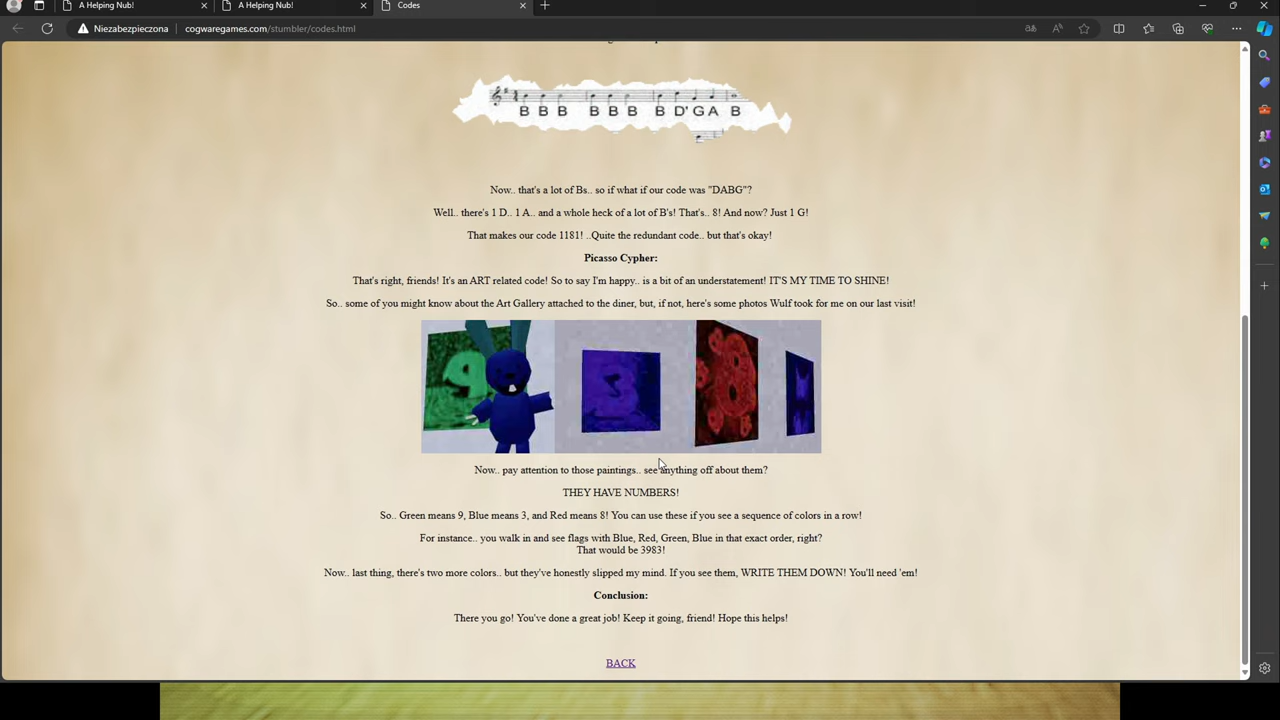 A Helping Nub!
A Helping Nub!
Codes
Niezabezpieczona
cogwaregames.com/stumbler/codes.html
B B B B B B B D' G A B
Now.. that's a lot of Bs.. so if what if our code was "DABG"?
Well.. there's 1 D.. 1 A.. and a whole heck of a lot of B's! That's.. 8! And now? Just 1 G!
That makes our code 1181! ..Quite the redundant code.. but that's okay!
Picasso Cypher:
That's right, friends! It's an ART related code! So to say I'm happy.. is a bit of an understatement! IT'S MY TIME TO SHINE!
So.. some of you might know about the Art Gallery attached to the diner, but, if not, here's some photos Wulf took for me on our last visit!
9
3
8
Now.. pay attention to those paintings.. see anything off about them?
THEY HAVE NUMBERS!
So.. Green means 9, Blue means 3, and Red means 8! You can use these if you see a sequence of colors in a row!
For instance.. you walk in and see flags with Blue, Red, Green, Blue in that exact order, right?
That would be 3983!
Now.. last thing, there's two more colors.. but they've honestly slipped my mind. If you see them, WRITE THEM DOWN! You'll need 'em!
Conclusion:
There you go! You've done a great job! Keep it going, friend! Hope this helps!
BACK